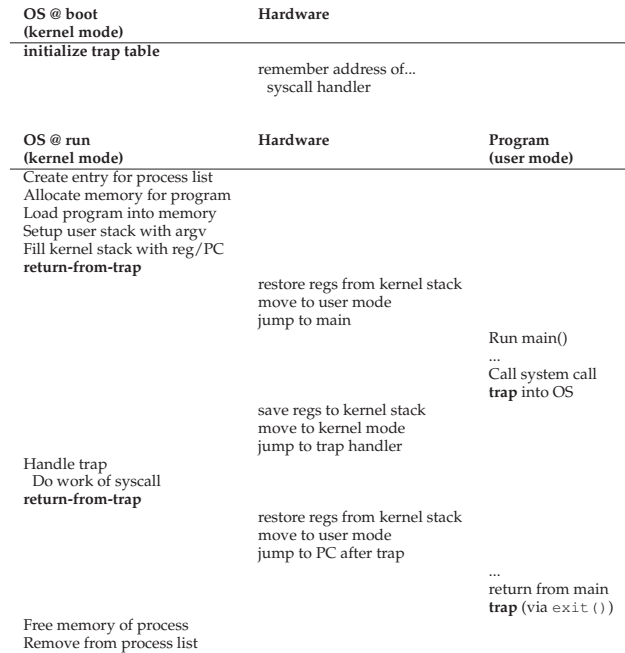 OS @ boot Hardware
(kernel mode)
initialize trap table
remember address of...
syscall handler
OS @ run Hardware Program
(kernel mode) (user mode)
Create entry for process list
Allocate memory for program
Load program into memory
Setup user stack with argv
Fill kernel stack with reg/PC
return-from-trap
restore regs from kernel stack
move to user mode
jump to main
Run main()
...
Call system call
trap into OS
save regs to kernel stack
move to kernel mode
jump to trap handler
Handle trap
Do work of syscall
return-from-trap
restore regs from kernel stack
move to user mode
jump to PC after trap
...
return from main
trap (via exit())
Free memory of process
Remove from process list